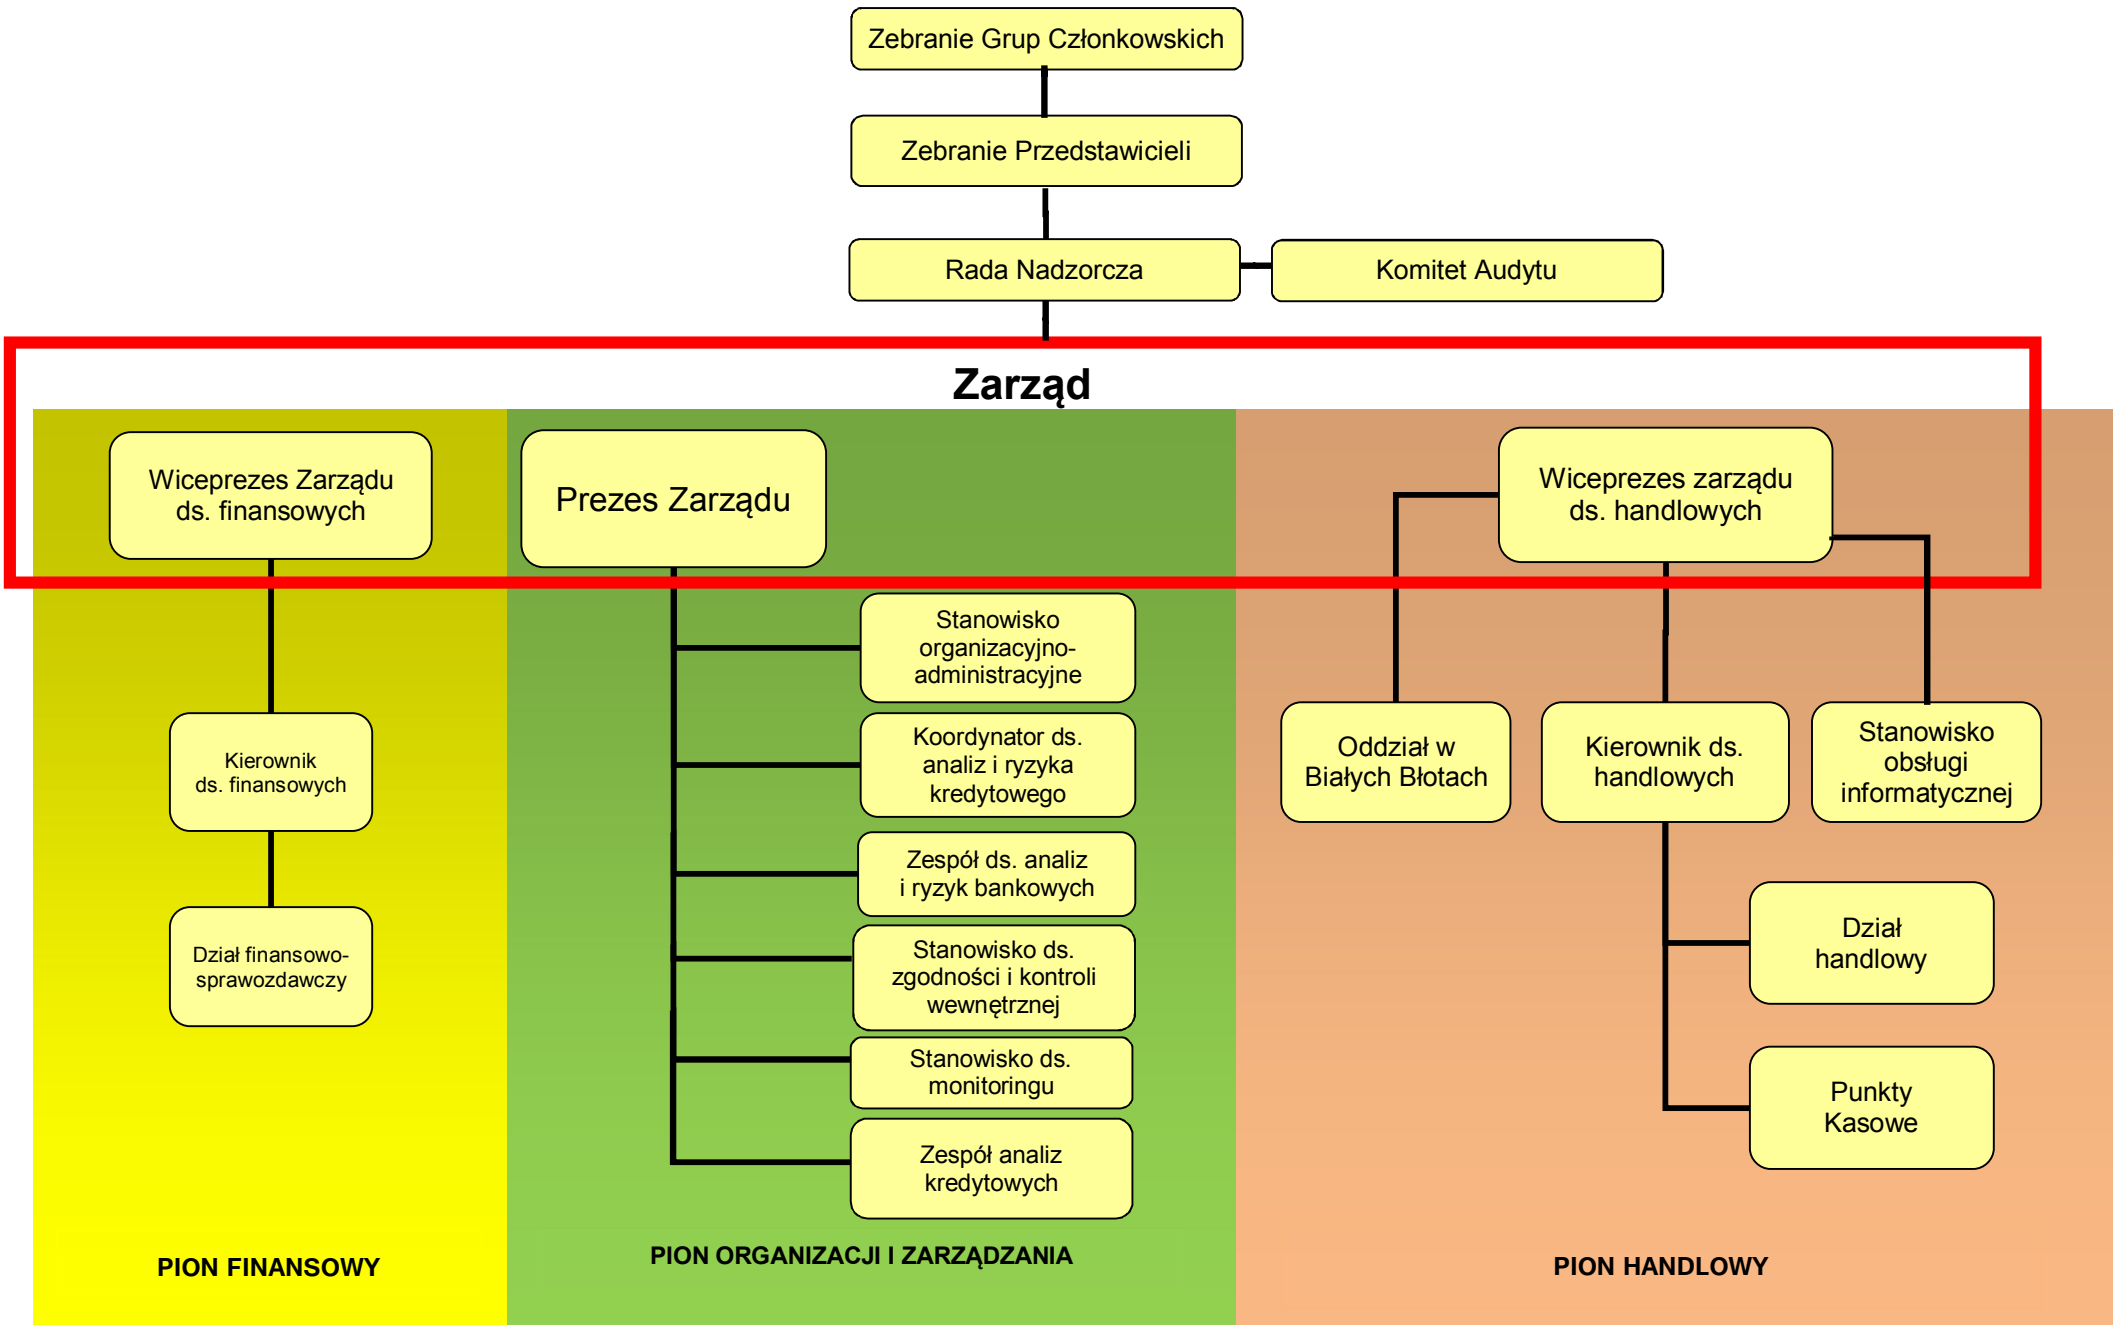 Zebranie Grup Członkowskich
Zebranie Przedstawicieli
Rada Nadzorcza
Komitet Audytu
Zarząd
Wiceprezes Zarządu
ds. finansowych
Kierownik
ds. finansowych
Dział finansowo-
sprawozdawczy
PION FINANSOWY
Prezes Zarządu
Stanowisko
organizacyjno-
administracyjne
Koordynator ds.
analiz i ryzyka
kredytowego
Zespół ds. analiz
i ryzyk bankowych
Stanowisko ds.
zgodności i kontroli
wewnętrznej
Stanowisko ds.
monitoringu
Zespół analiz
kredytowych
PION ORGANIZACJI I ZARZĄDZANIA
Wiceprezes zarządu
ds. handlowych
Oddział w
Białych Błotach
Kierownik ds.
handlowych
Stanowisko
obsługi
informatycznej
Dział
handlowy
Punkty
Kasowe
PION HANDLOWY